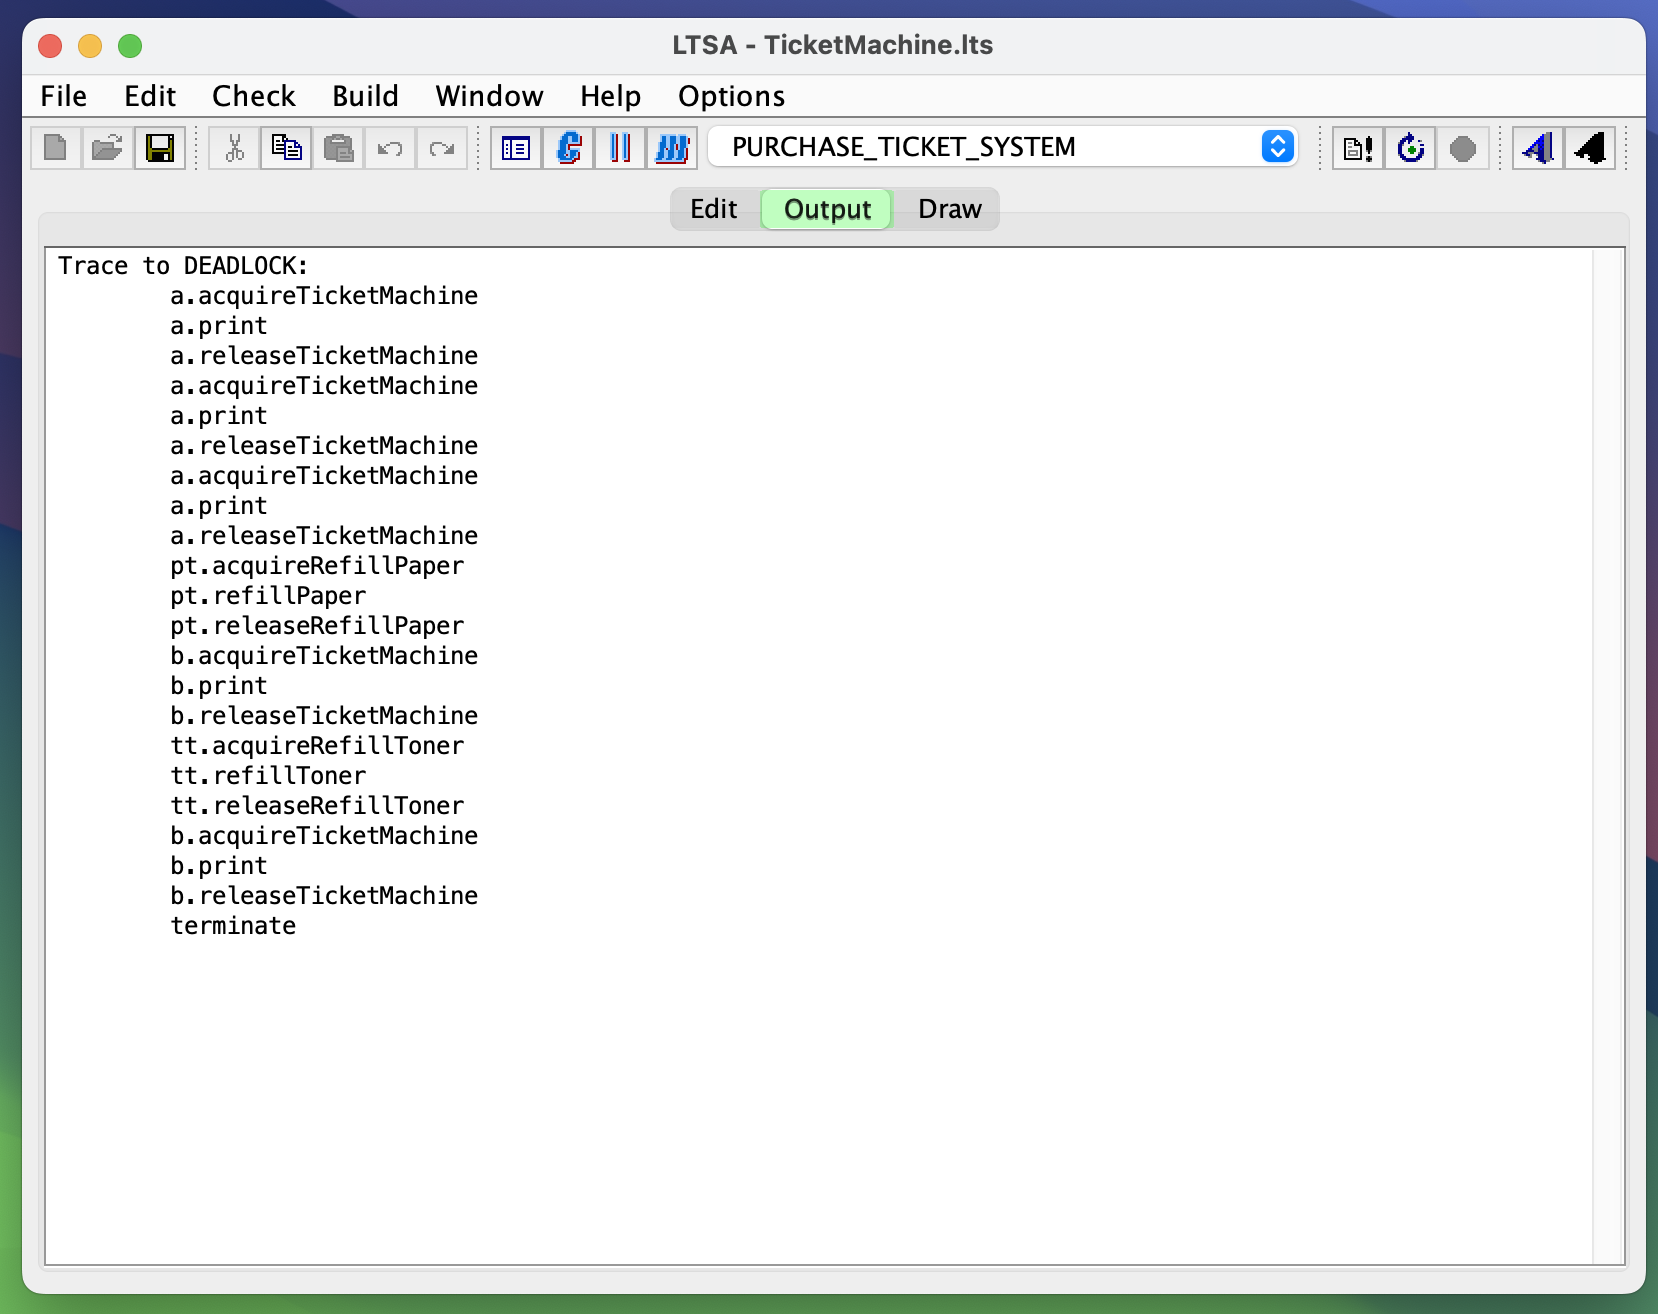 LTSA - TicketMachine.lts
File Edit Check Build Window Help Options
PURCHASE_TICKET_SYSTEM
Edit Output Draw
Trace to DEADLOCK:
a.acquireTicketMachine
a.print
a.releaseTicketMachine
a.acquireTicketMachine
a.print
a.releaseTicketMachine
a.acquireTicketMachine
a.print
a.releaseTicketMachine
pt.acquireRefillPaper
pt.refillPaper
pt.releaseRefillPaper
b.acquireTicketMachine
b.print
b.releaseTicketMachine
tt.acquireRefillToner
tt.refillToner
tt.releaseRefillToner
b.acquireTicketMachine
b.print
b.releaseTicketMachine
terminate